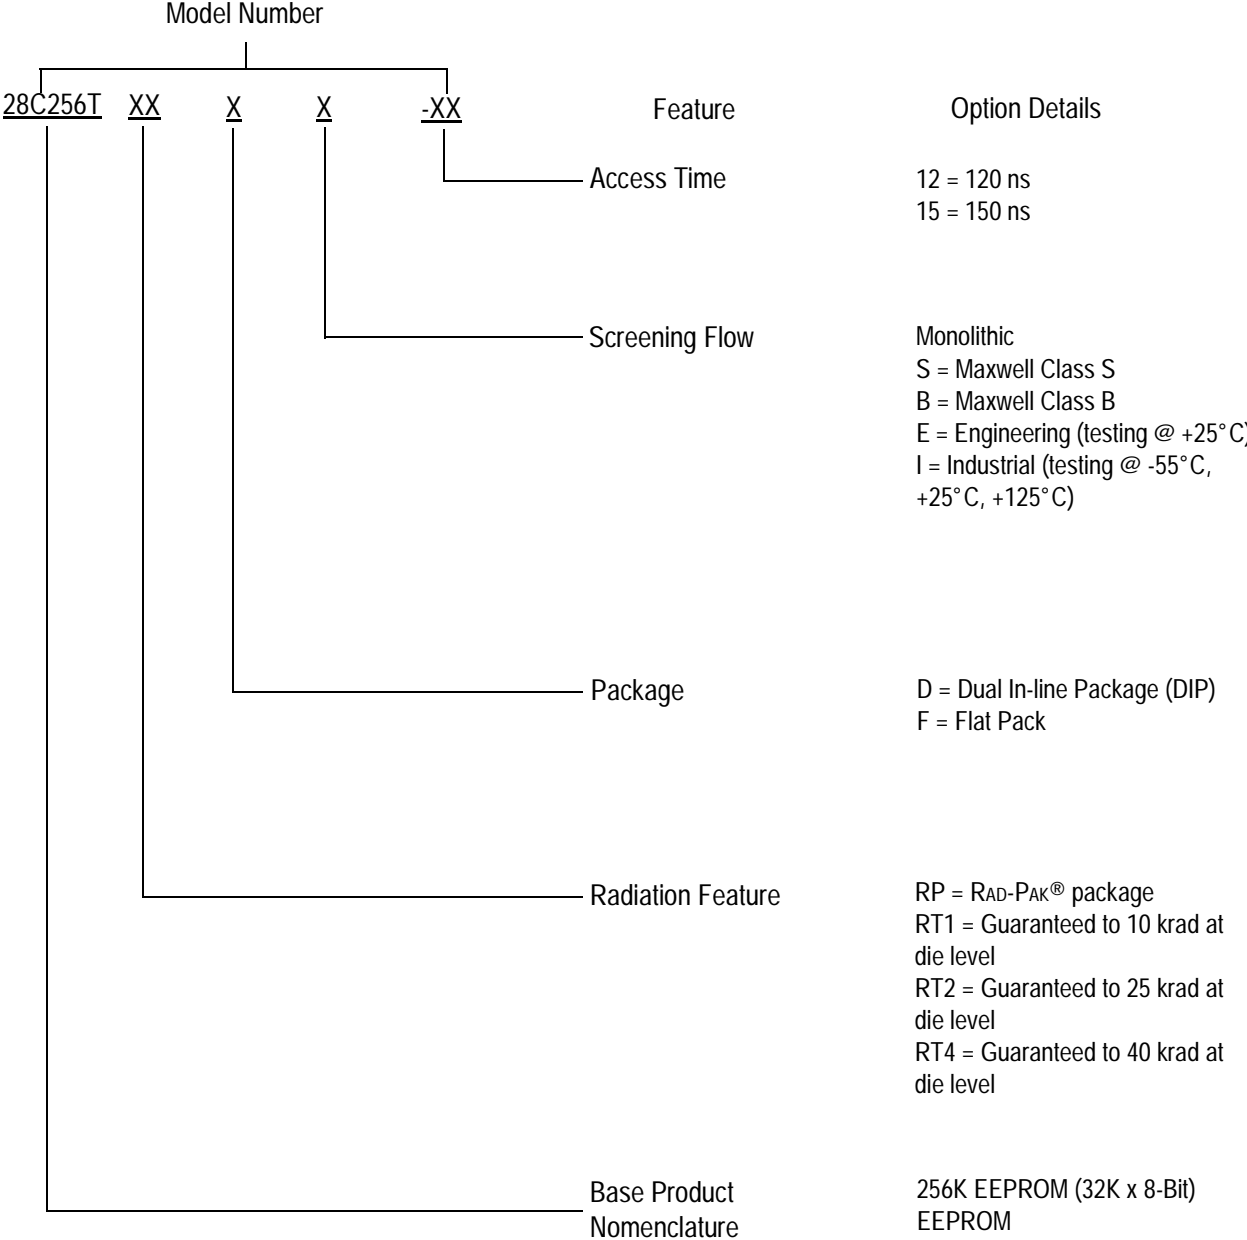 Model Number
28C256T XX X X -XX Feature Option Details
Access Time 12 = 120 ns
15 = 150 ns
Screening Flow Monolithic
S = Maxwell Class S
B = Maxwell Class B
E = Engineering (testing @ +25°C)
I = Industrial (testing @ -55°C,
+25°C, +125°C)
Package D = Dual In-line Package (DIP)
F = Flat Pack
Radiation Feature RP = RAD-PAK® package
RT1 = Guaranteed to 10 krad at
die level
RT2 = Guaranteed to 25 krad at
die level
RT4 = Guaranteed to 40 krad at
die level
Base Product 256K EEPROM (32K x 8-Bit)
Nomenclature EEPROM